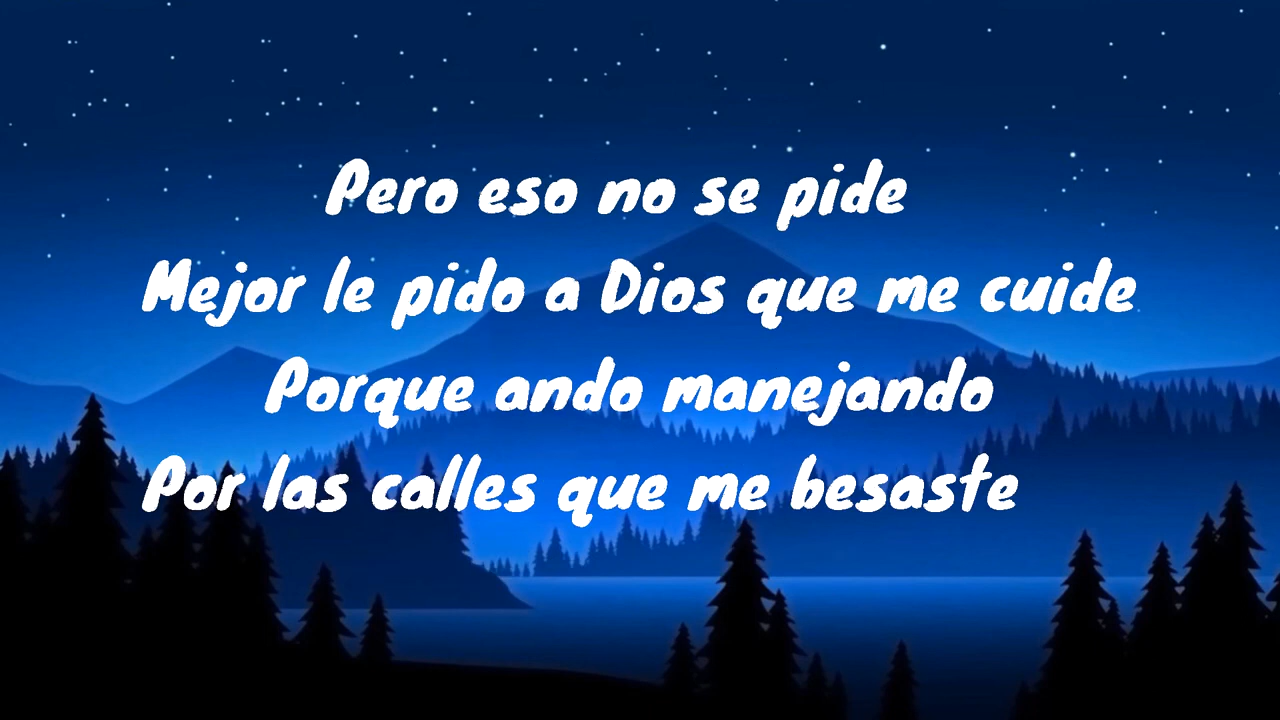 Pero eso no se pide
Mejor le pido a Dios que me cuide
Porque ando manejando
Por las calles que me besaste